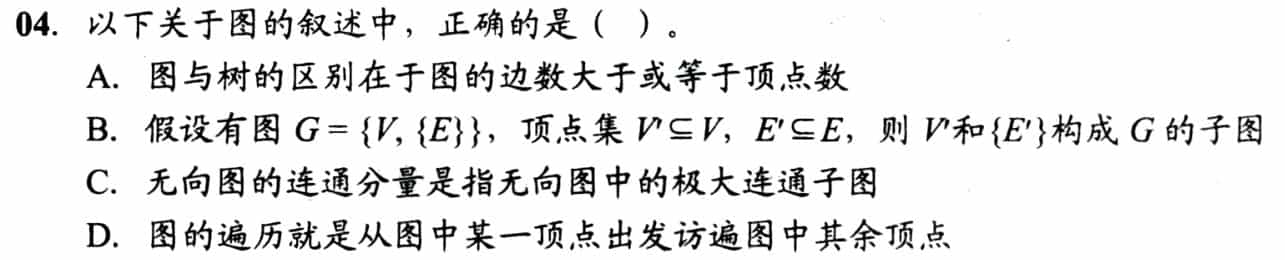 04. 以下关于图的叙述中，正确的是（ ）。
A. 图与树的区别在于图的边数大于或等于顶点数
B. 假设有图 G = {V, {E}}，顶点集 V'⊆V，E'⊆E，则 V'和{E'}构成 G 的子图
C. 无向图的连通分量是指无向图中的极大连通子图
D. 图的遍历就是从图中某一顶点出发访遍图中其余顶点